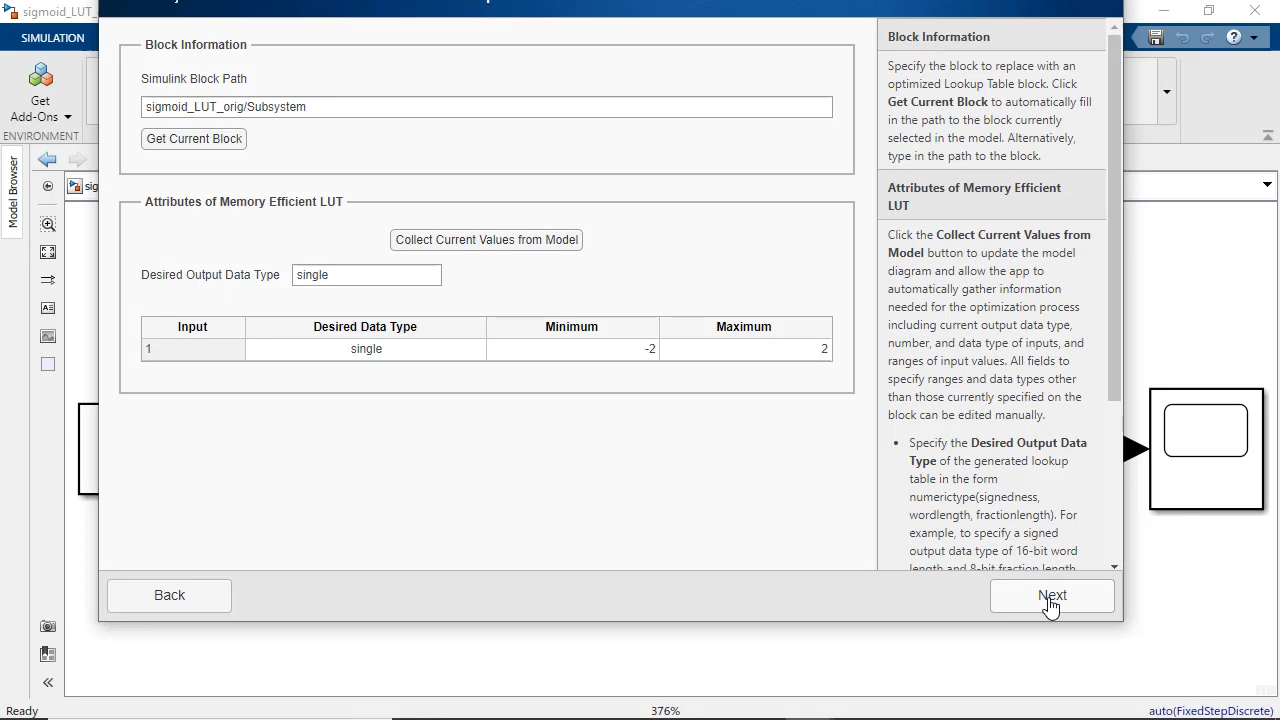 sigmoid_LUT_
SIMULATION
Get
Add-Ons
ENVIRONMENT
Model Browser
sig
Block Information
Simulink Block Path
sigmoid_LUT_orig/Subsystem
Get Current Block
Attributes of Memory Efficient LUT
Collect Current Values from Model
Desired Output Data Type single
Input Desired Data Type Minimum Maximum
1 single -2 2
Block Information
Specify the block to replace with an
optimized Lookup Table block. Click
Get Current Block to automatically fill
in the path to the block currently
selected in the model. Alternatively,
type in the path to the block.
Attributes of Memory Efficient
LUT
Click the Collect Current Values from
Model button to update the model
diagram and allow the app to
automatically gather information
needed for the optimization process
including current output data type,
number, and data type of inputs, and
ranges of input values. All fields to
specify ranges and data types other
than those currently specified on the
block can be edited manually.
• Specify the Desired Output Data
Type of the generated lookup
table in the form
numerictype(signedness,
wordlength, fractionlength). For
example, to specify a signed
output data type of 16-bit word
length and 8-bit fraction length
Back
Next
Ready
376%
auto(FixedStepDiscrete)